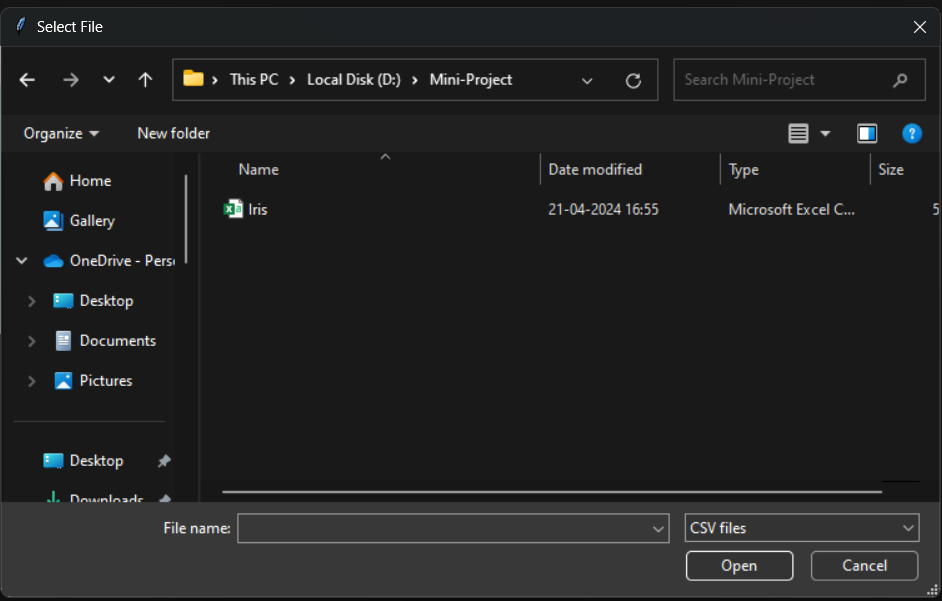 Select File
This PC > Local Disk (D:) > Mini-Project
Search Mini-Project
Organize
New folder
Name
Date modified
Type
Size
Iris
21-04-2024 16:55
Microsoft Excel C...
5
Home
Gallery
OneDrive - Perso
Desktop
Documents
Pictures
Desktop
Downloads
File name:
CSV files
Open
Cancel